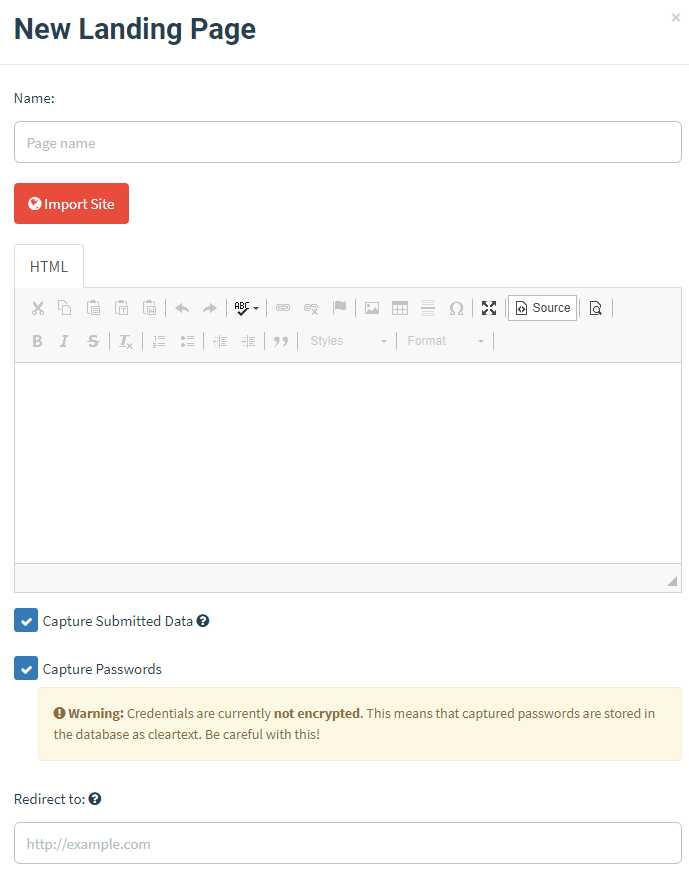 New Landing Page
×
Name:
Page name
Import Site
HTML
ABC
Source
B I S Tx
Styles
Format
Capture Submitted Data
Capture Passwords
Warning: Credentials are currently not encrypted. This means that captured passwords are stored in
the database as cleartext. Be careful with this!
Redirect to:
http://example.com